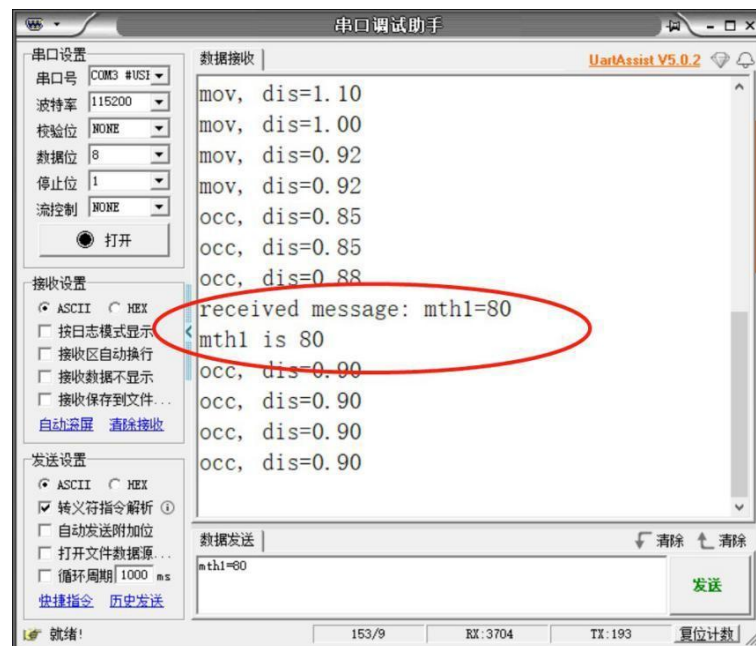 串口调试助手
串口设置
串口号 COM3 #USI
波特率 115200
校验位 NONE
数据位 8
停止位 1
流控制 NONE
打开
接收设置
ASCII HEX
按日志模式显示
接收区自动换行
接收数据不显示
接收保存到文件...
自动滚屏 清除接收
发送设置
ASCII HEX
转义符指令解析
自动发送附加位
打开文件数据源...
循环周期 1000 ms
快捷指令 历史发送
数据接收 UartAssist V5.0.2
mov, dis=1.10
mov, dis=1.00
mov, dis=0.92
mov, dis=0.92
occ, dis=0.85
occ, dis=0.85
occ, dis=0.88
received message: mth1=80
mth1 is 80
occ, dis=0.90
occ, dis=0.90
occ, dis=0.90
occ, dis=0.90
数据发送 清除 清除
mth1=80
发送
就绪! 153/9 RX:3704 TX:193 复位计数